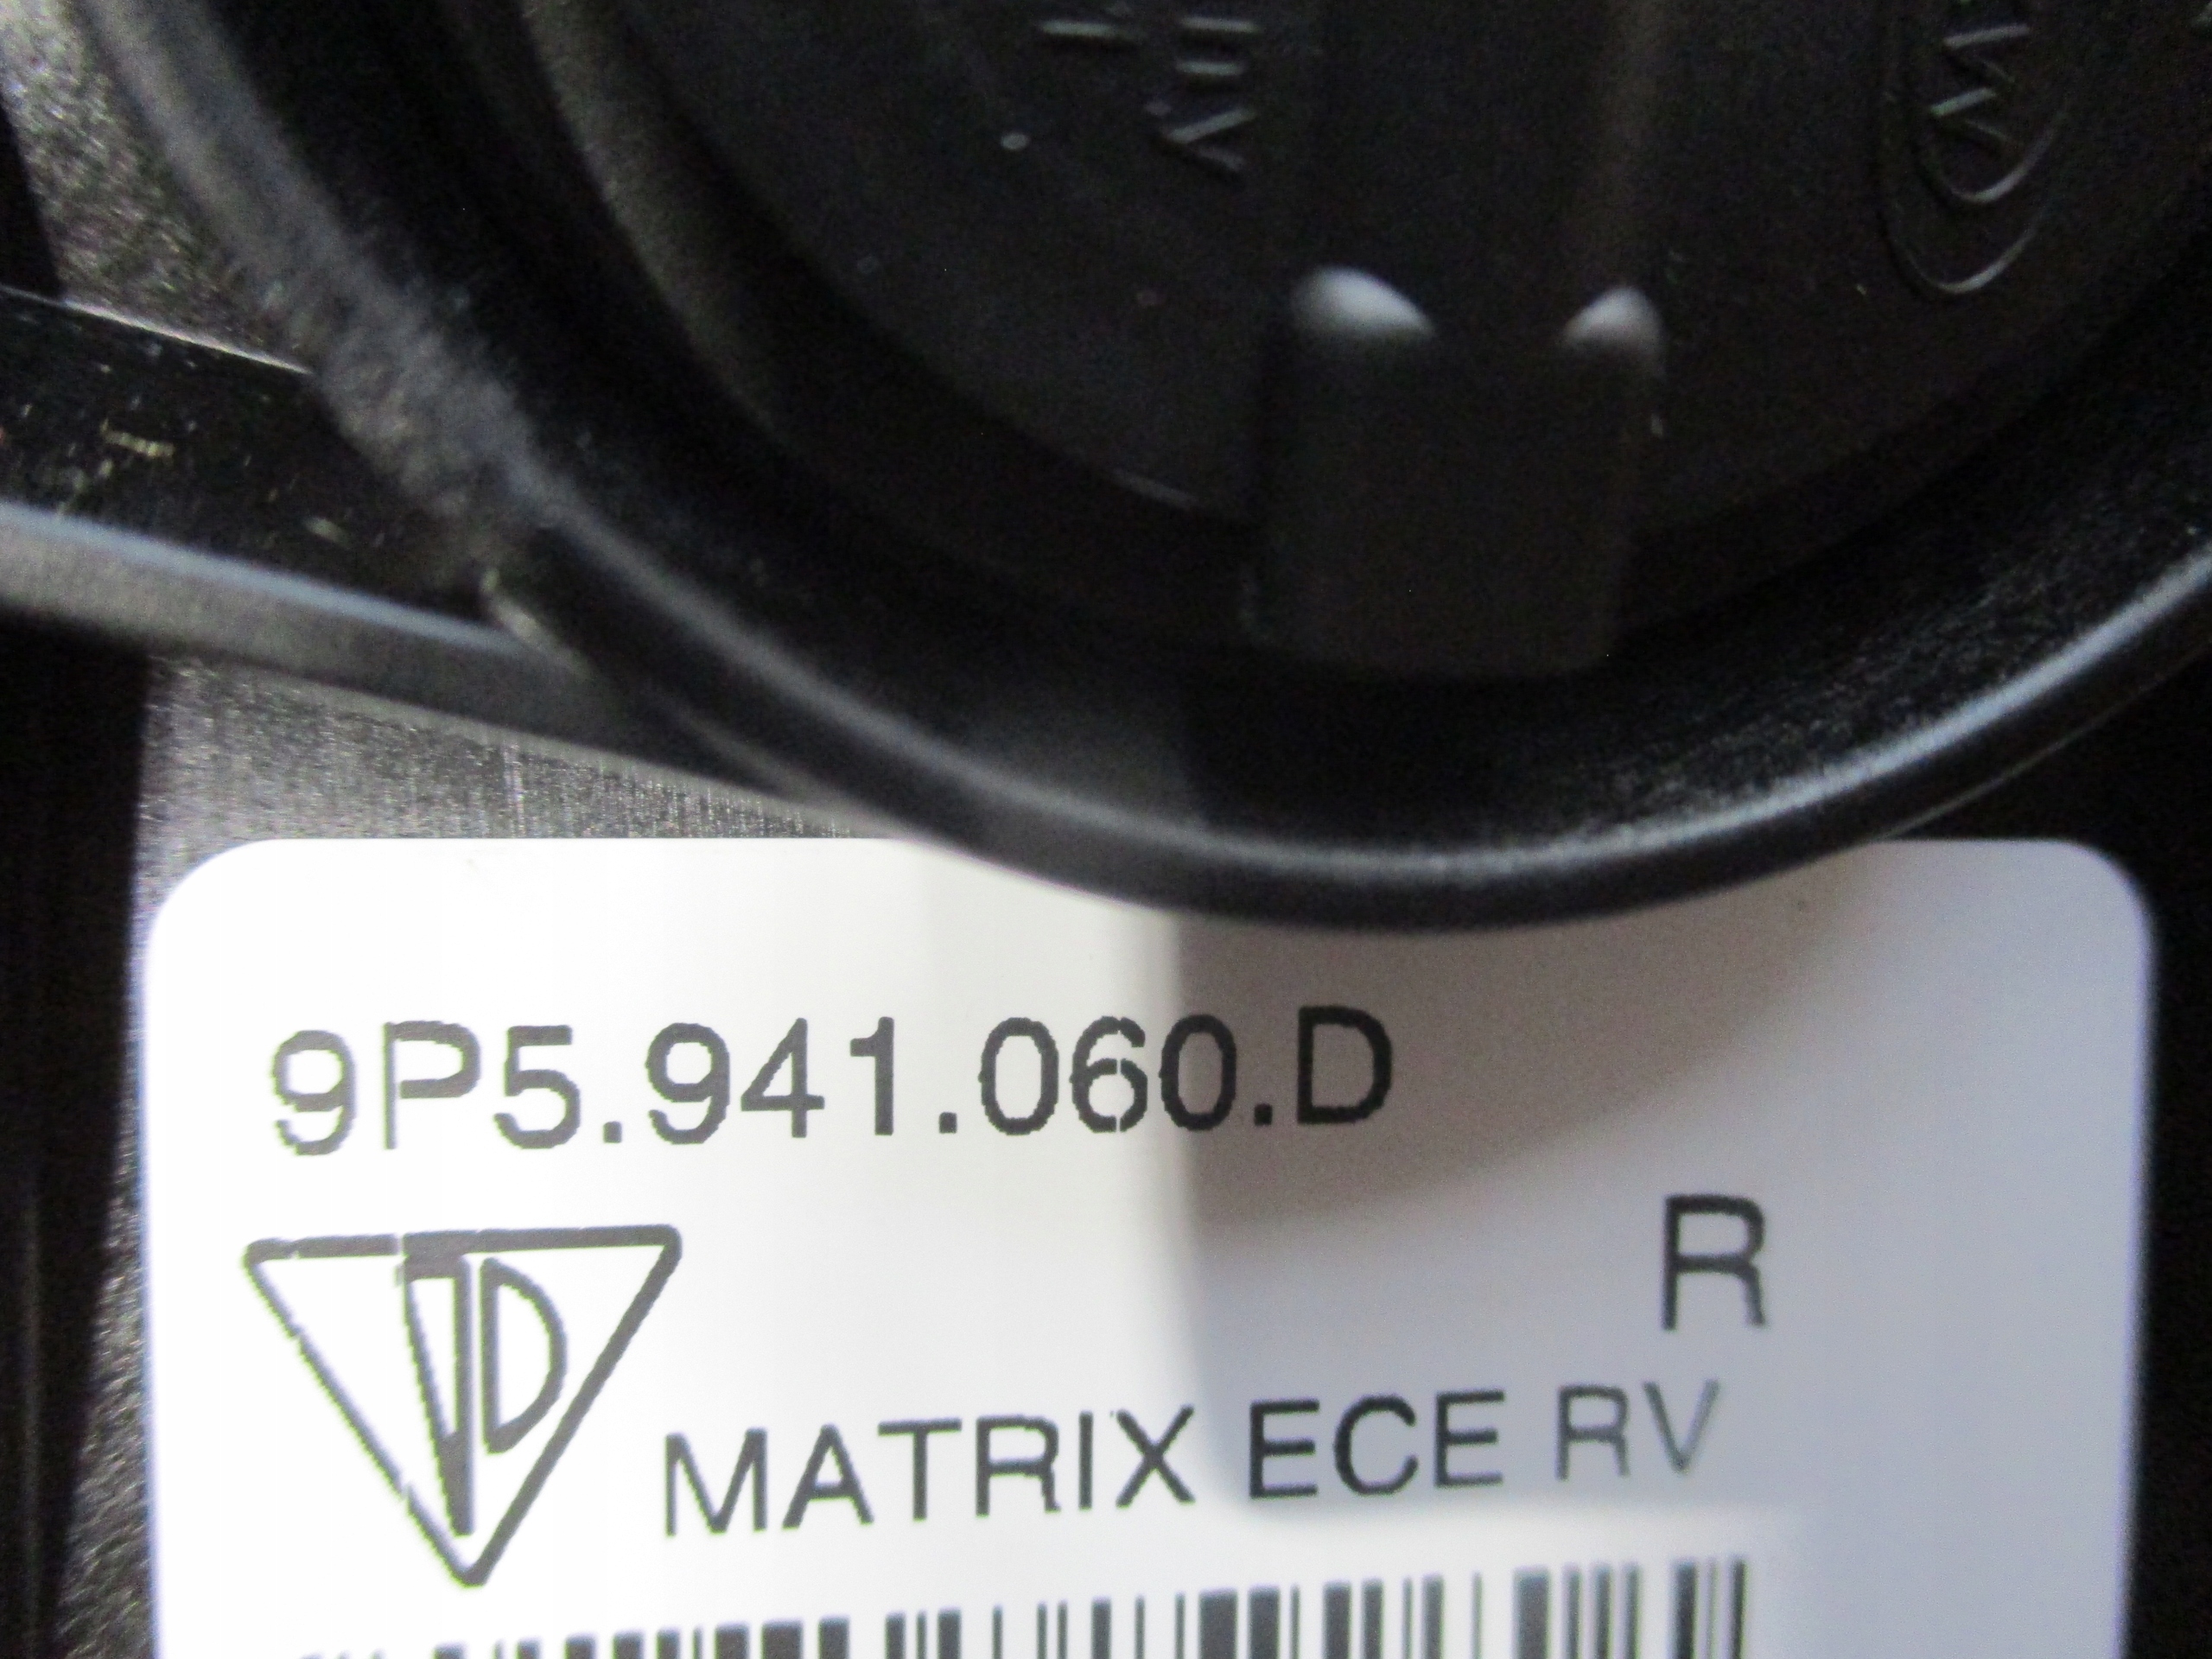 9P5.941.060.D
R
MATRIX ECE RV